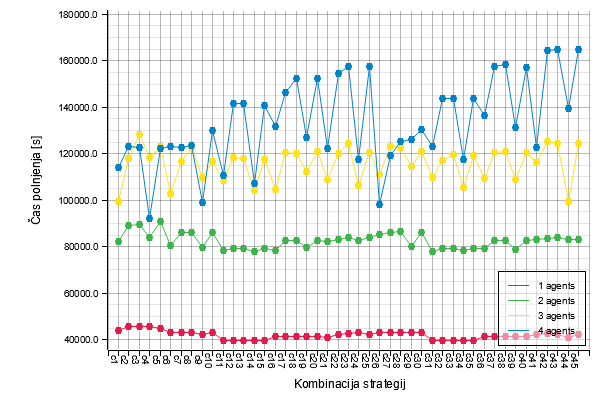 180000.0
160000.0
140000.0
120000.0
100000.0
80000.0
60000.0
40000.0
Čas polnjenja [s]
1 agents
2 agents
3 agents
4 agents
c1 c2 c3 c4 c5 c6 c7 c8 c9 c10 c11 c12 c13 c14 c15 c16 c17 c18 c19 c20 c21 c22 c23 c24 c25 c26 c27 c28 c29 c30 c31 c32 c33 c34 c35 c36 c37 c38 c39 c40 c41 c42 c43 c44 c45
Kombinacija strategij